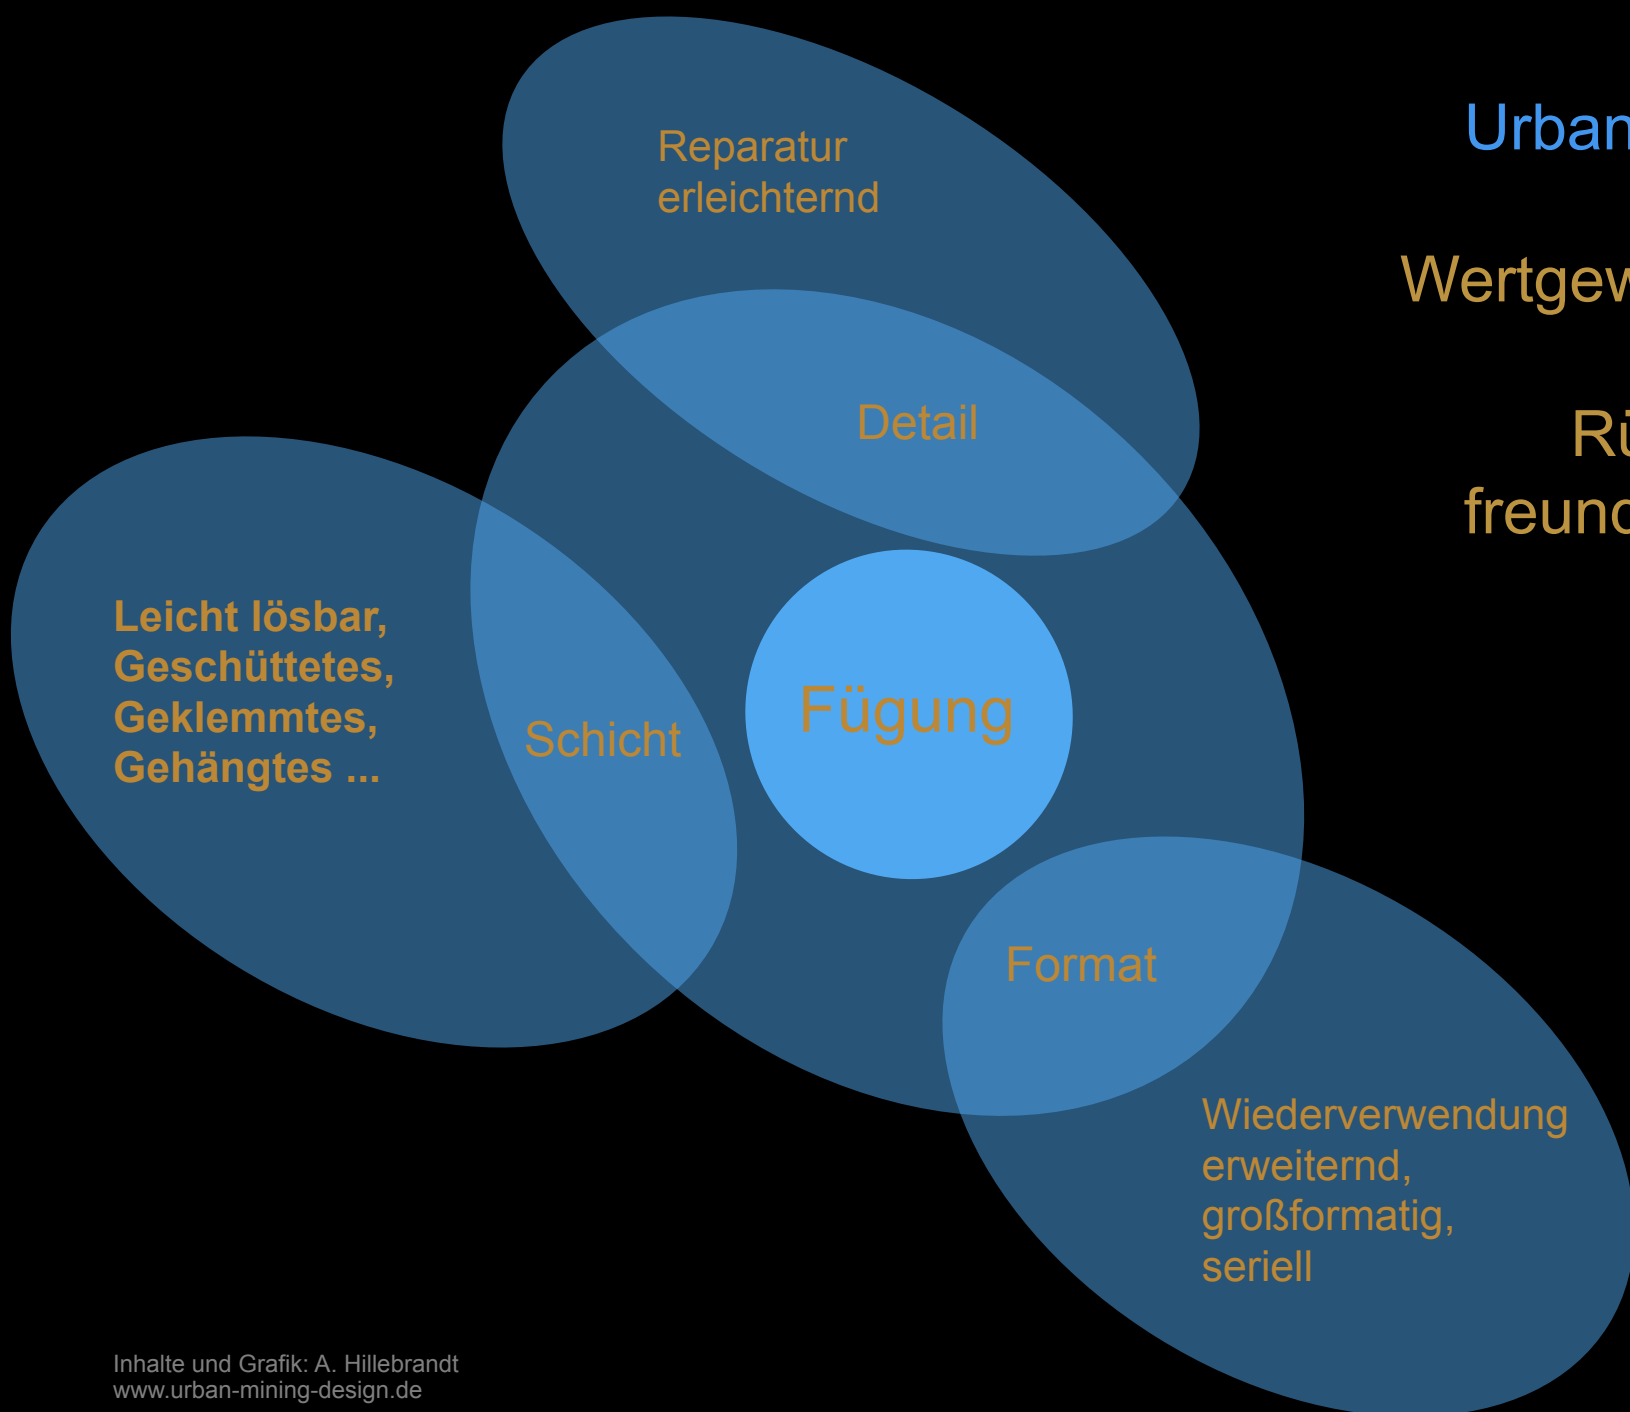 Urban
Wertgew
Rü
freund
Reparatur
erleichternd
Detail
Leicht lösbar,
Geschüttetes,
Geklemmtes,
Gehängtes ...
Schicht
Fügung
Format
Wiederverwendung
erweiternd,
großformatig,
seriell
Inhalte und Grafik: A. Hillebrandt
www.urban-mining-design.de